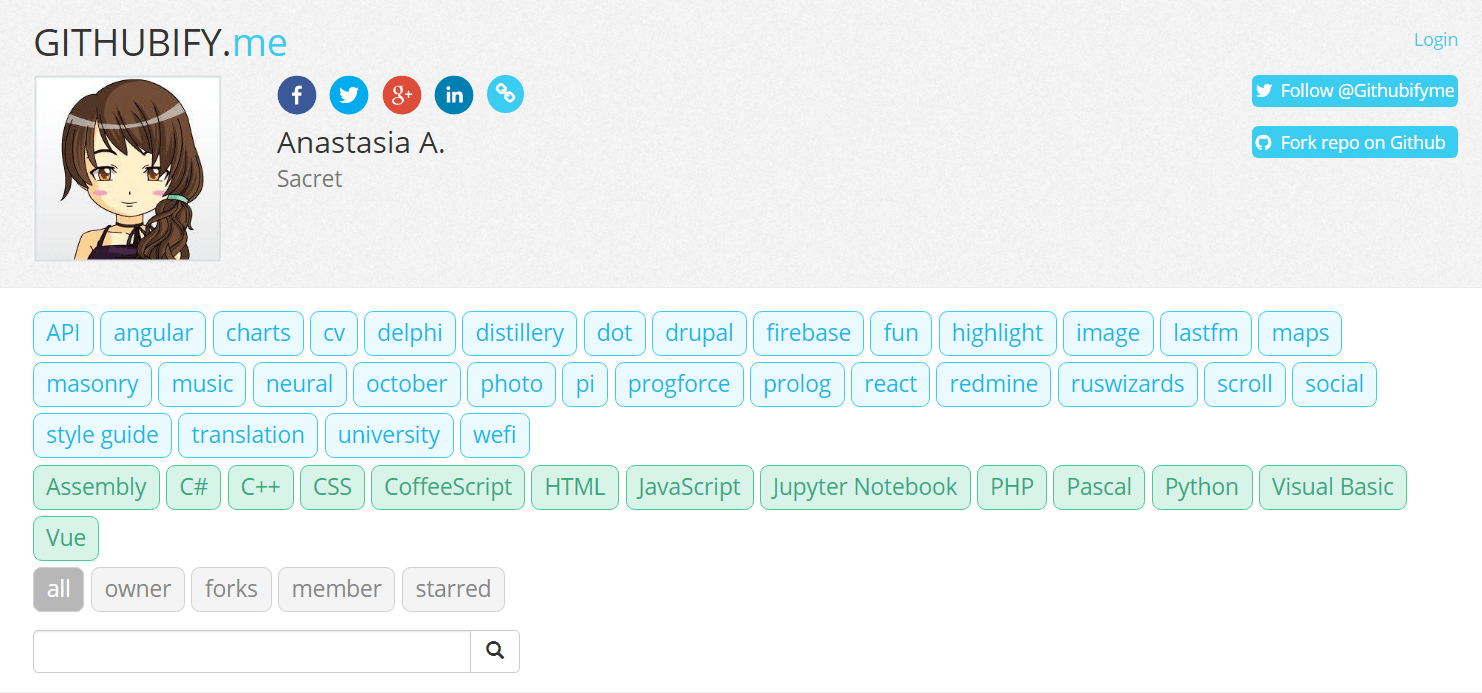 GITHUBIFY.me
Login
Follow @Githubifyme
Anastasia A.
Fork repo on Github
Sacret
API angular charts cv delphi distillery dot drupal firebase fun highlight image lastfm maps
masonry music neural october photo pi progforce prolog react redmine ruswizards scroll social
style guide translation university wefi
Assembly C# C++ CSS CoffeeScript HTML JavaScript Jupyter Notebook PHP Pascal Python Visual Basic
Vue
all owner forks member starred